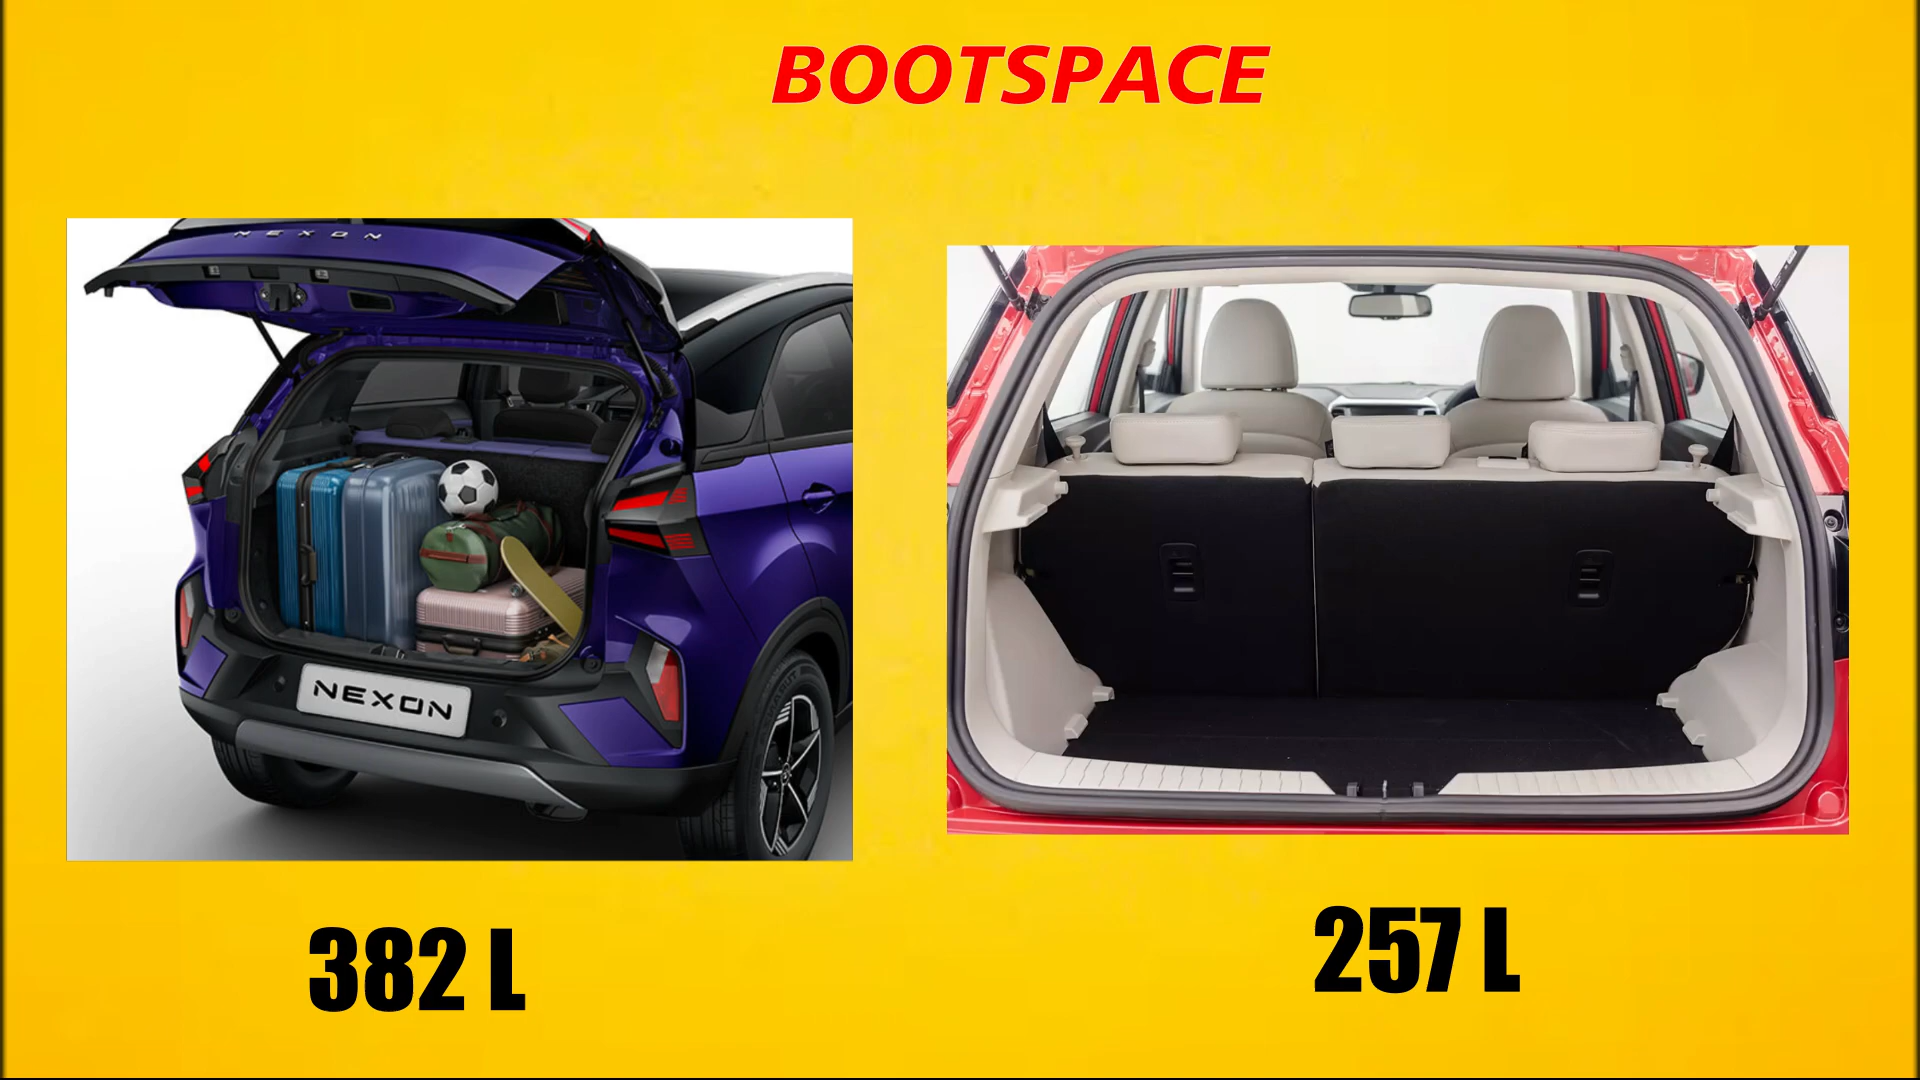 BOOTSPACE
NEXON
NEXON
382 L
257 L